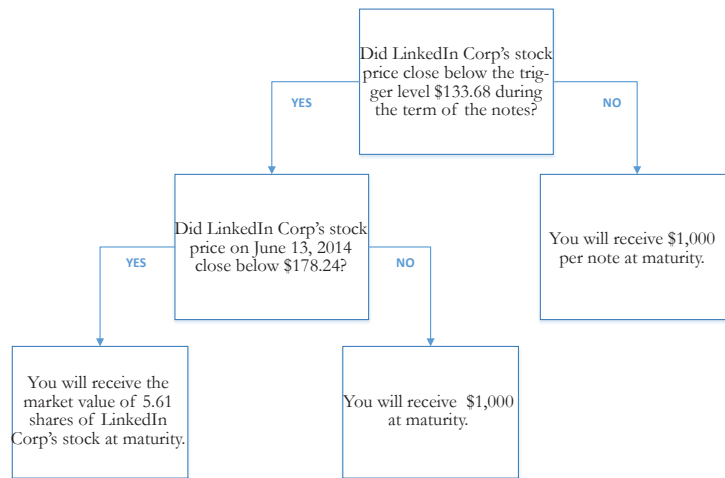 Did LinkedIn Corp's stock
price close below the trig-
ger level $133.68 during
the term of the notes?
YES
NO
Did LinkedIn Corp's stock
price on June 13, 2014
close below $178.24?
You will receive $1,000
per note at maturity.
YES
NO
You will receive the
market value of 5.61
shares of LinkedIn
Corp's stock at maturity.
You will receive $1,000
at maturity.